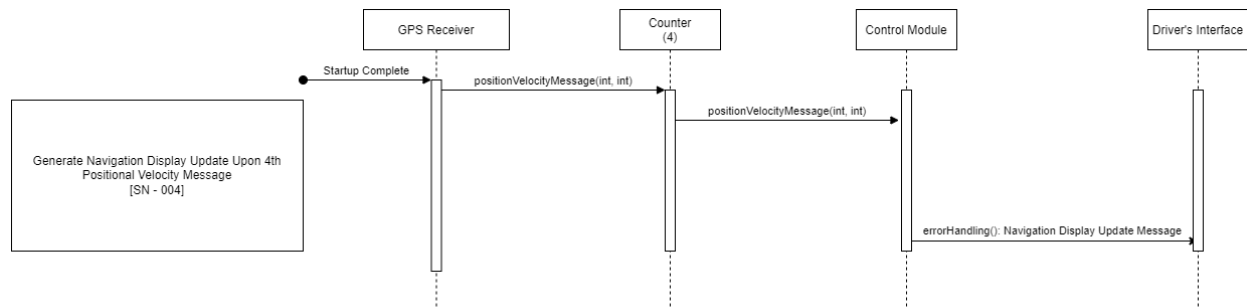 GPS Receiver
Counter
(4)
Control Module
Driver's Interface
Startup Complete
positionVelocityMessage(int, int)
positionVelocityMessage(int, int)
Generate Navigation Display Update Upon 4th
Positional Velocity Message
[SN - 004]
errorHandling(): Navigation Display Update Message